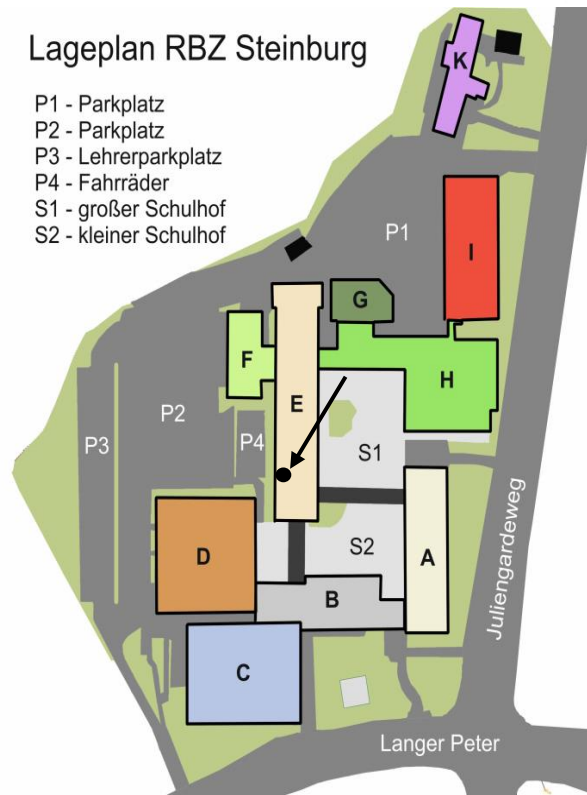 Lageplan RBZ Steinburg
P1 - Parkplatz
P2 - Parkplatz
P3 - Lehrerparkplatz
P4 - Fahrräder
S1 - großer Schulhof
S2 - kleiner Schulhof
K
P1
I
G
F
E
H
P2
P3
P4
S1
S2
D
A
B
C
Juliengardeweg
Langer Peter